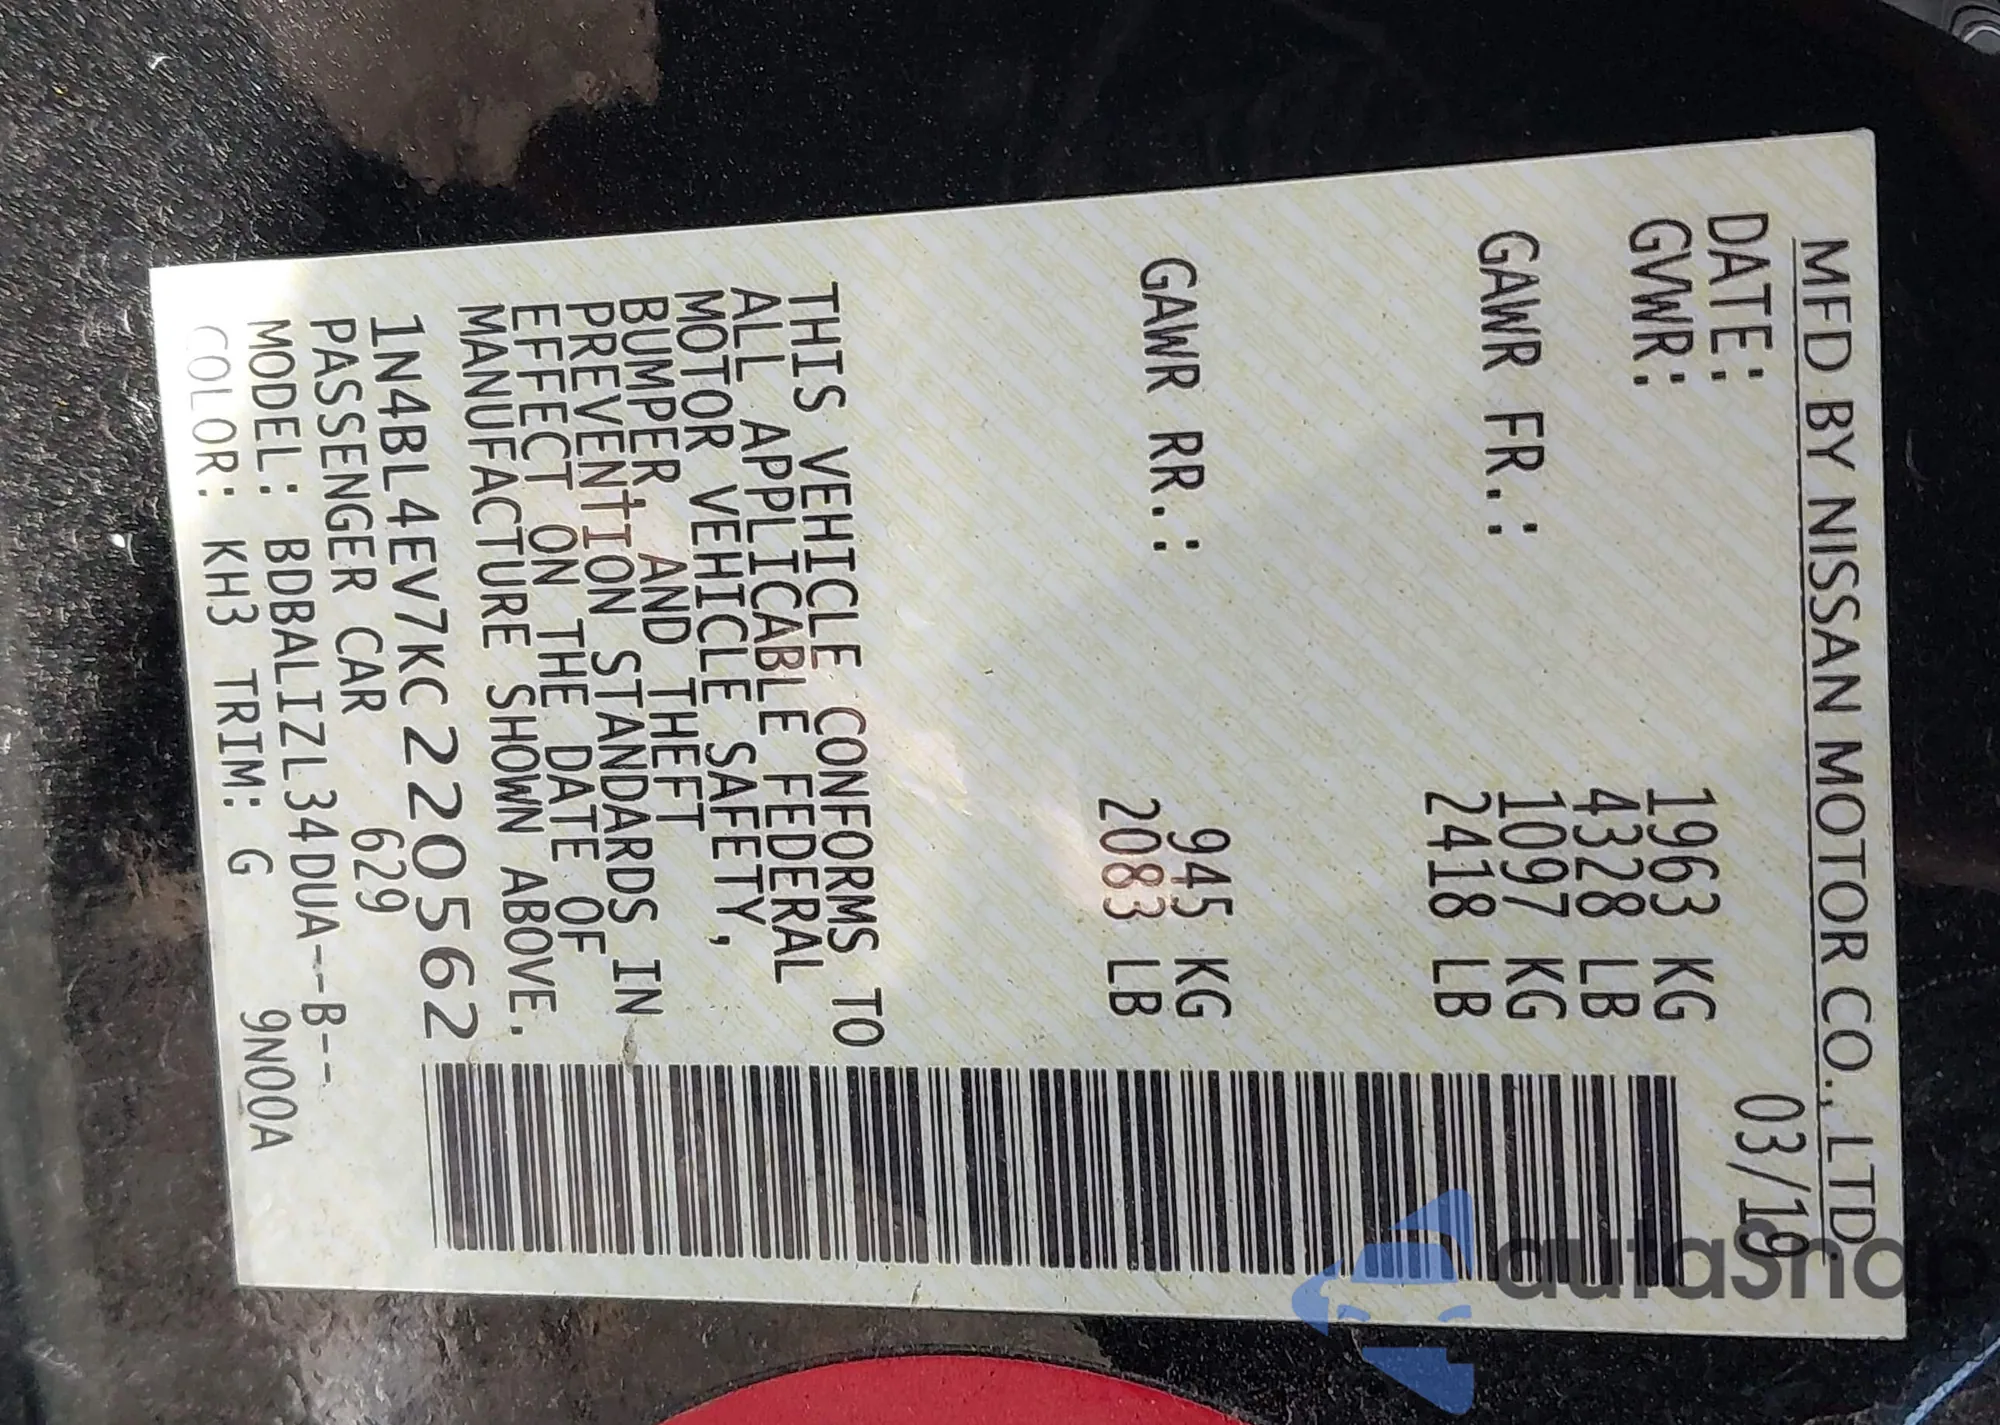 MFD BY NISSAN MOTOR CO., LTD
DATE: 03/19
GVWR: 1963 KG
4328 LB
GAWR FR.: 1097 KG
2418 LB
GAWR RR.: 945 KG
2083 LB
THIS VEHICLE CONFORMS TO
ALL APPLICABLE FEDERAL
MOTOR VEHICLE SAFETY,
BUMPER AND THEFT
PREVENTION STANDARDS IN
EFFECT ON THE DATE OF
MANUFACTURE SHOWN ABOVE.
1N4BL4EV7KC220562
PASSENGER CAR 629
MODEL: BDBALIZL34DUA--B--
COLOR: KH3 TRIM: G 9N00A
autasnap